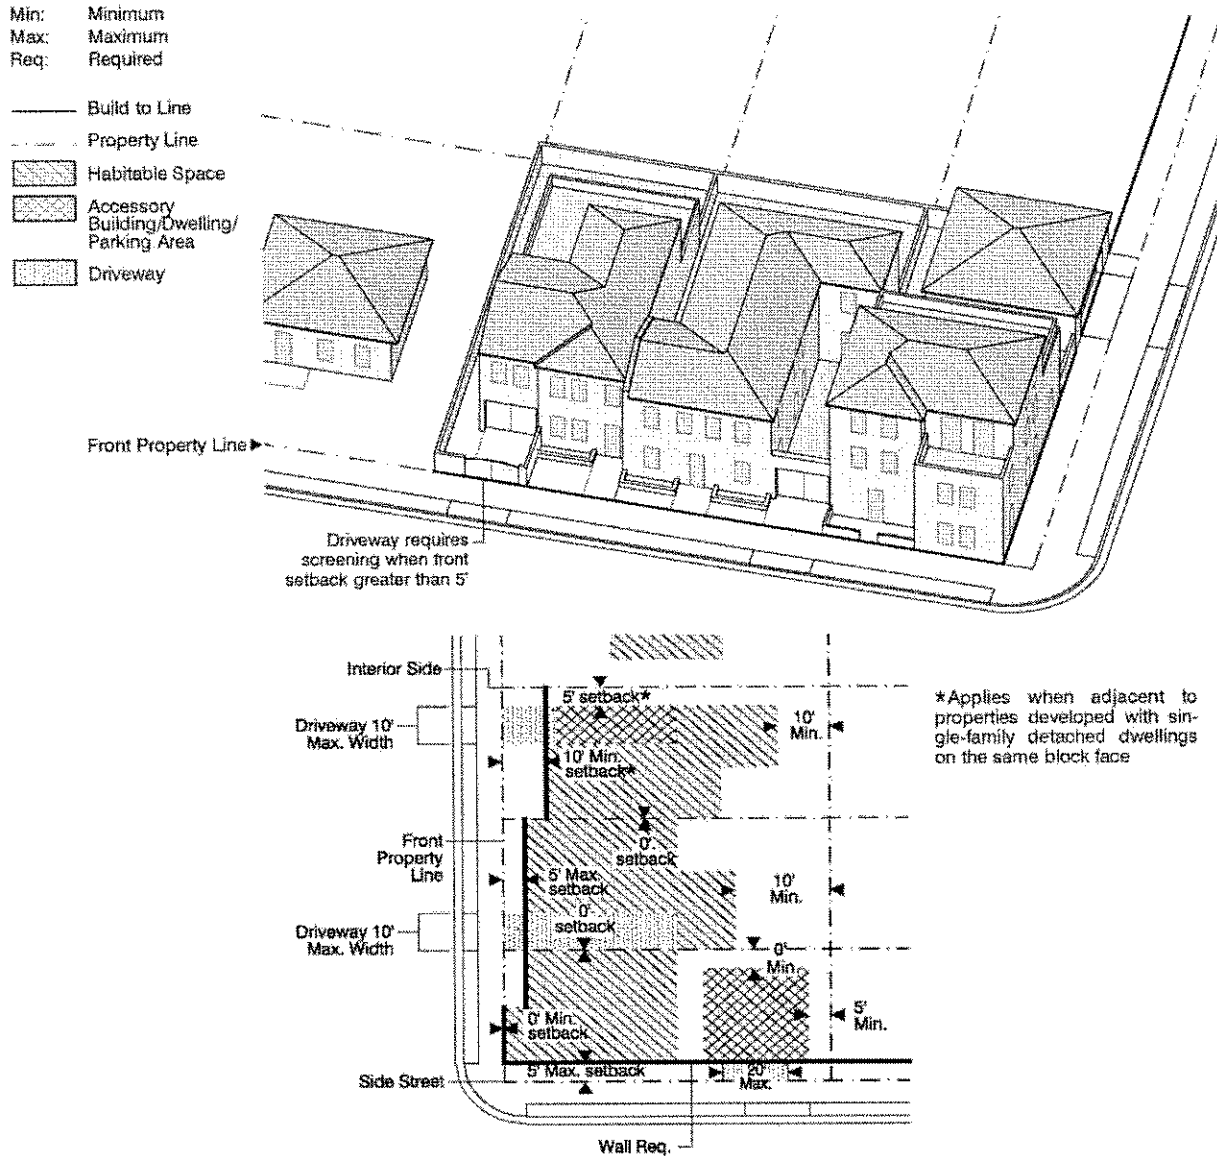 Min: Minimum
Max: Maximum
Req: Required
Build to Line
Property Line
Habitable Space
Accessory
Building/Dwelling/
Parking Area
Driveway
Front Property Line
Driveway requires
screening when front
setback greater than 5'
Interior Side
5' setback*
Driveway 10'
Max. Width
10'
Min.
10' Min.
setback*
*Applies when adjacent to
properties developed with sin-
gle-family detached dwellings
on the same block face
Front
Property
Line
0'
setback
5' Max.
setback
10'
Min.
0'
setback
Driveway 10'
Max. Width
0'
Min.
0' Min.
setback
5'
Min.
5' Max. setback
20'
Max.
Side Street
Wall Req.